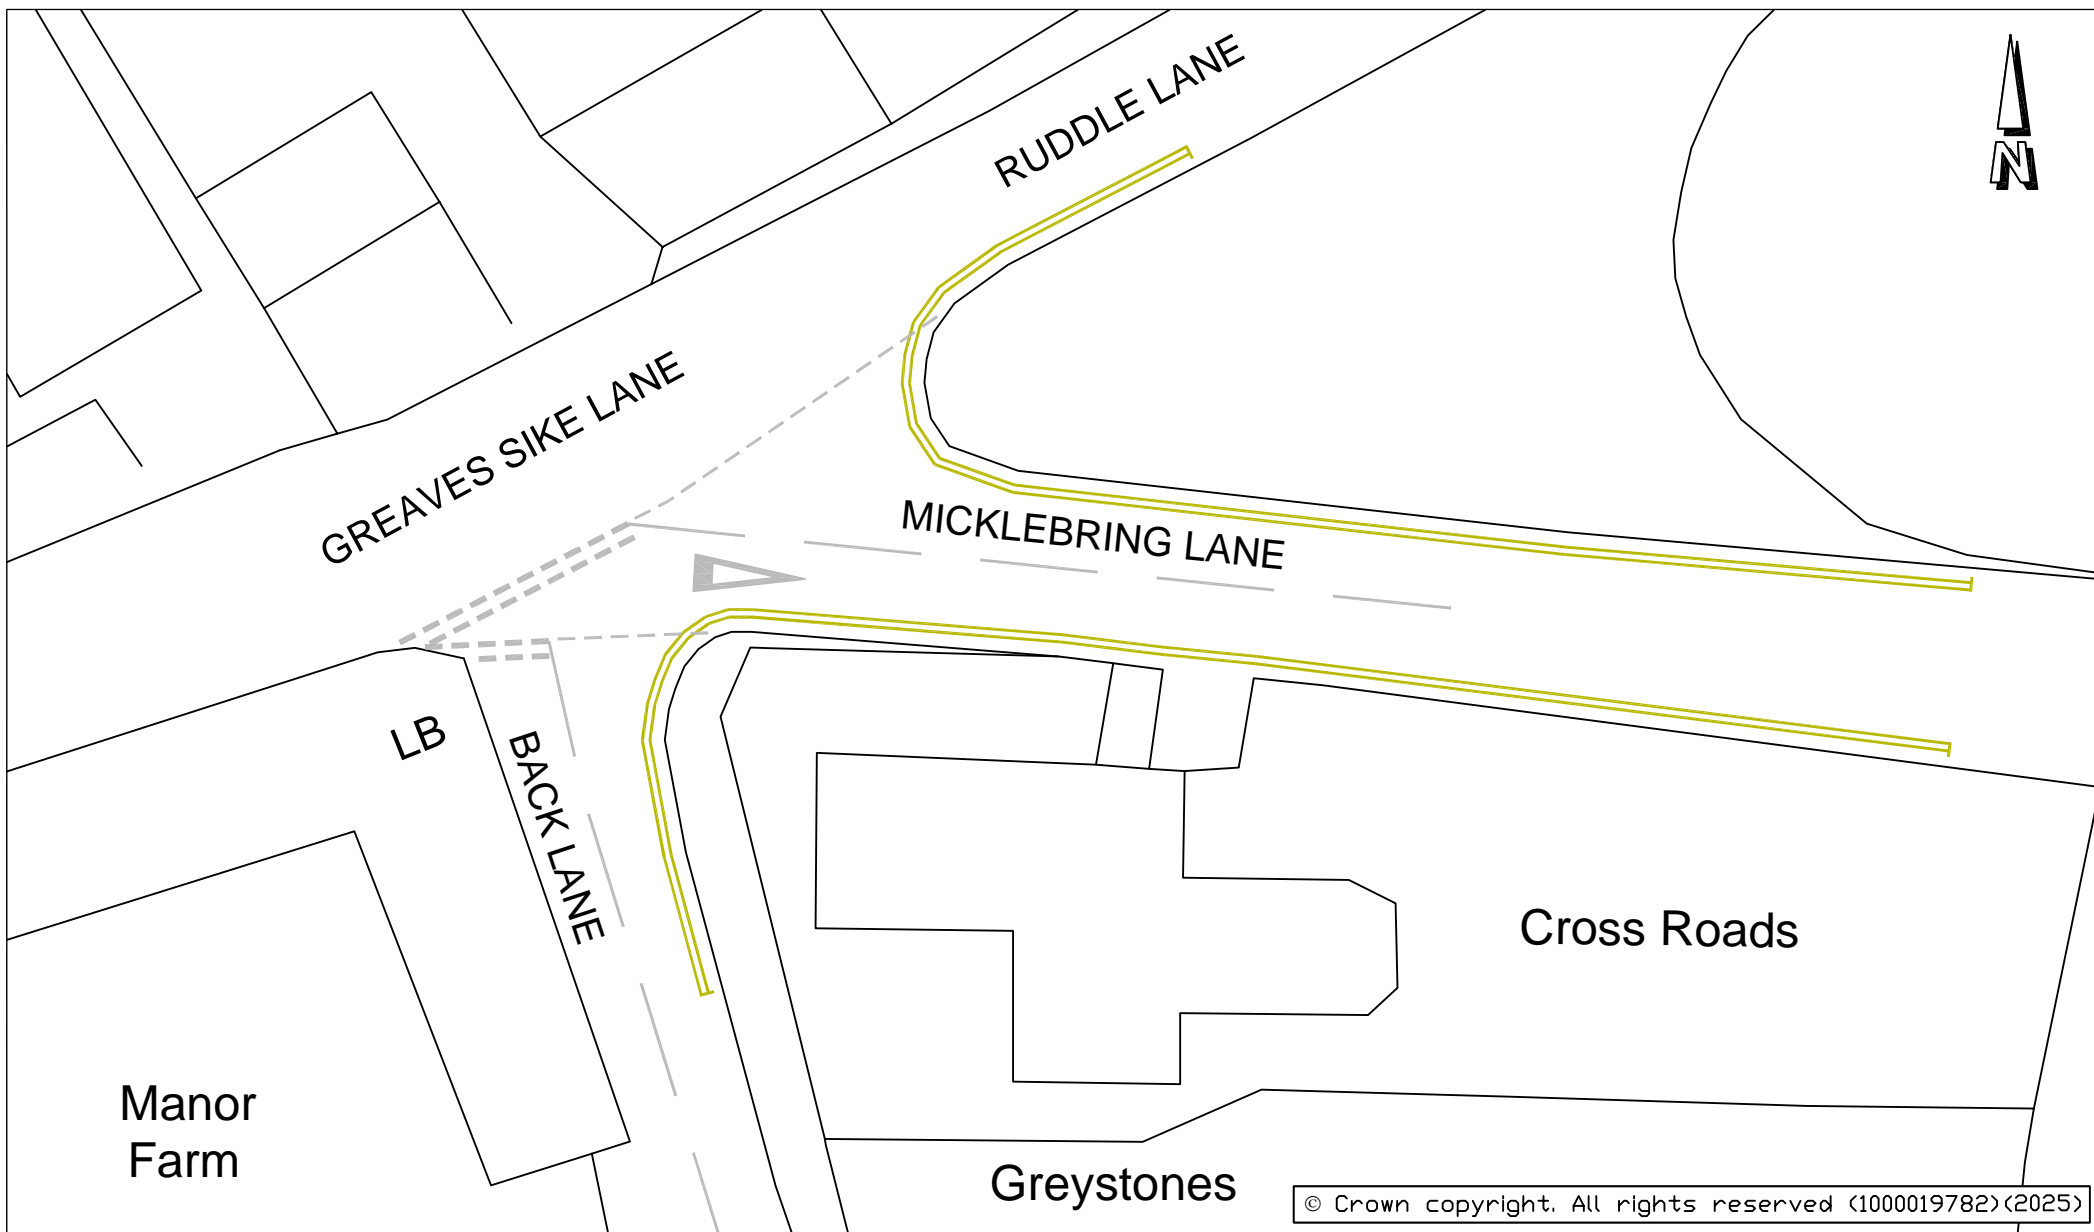 RUDDLE LANE
N
GREAVES SIKE LANE
MICKLEBRING LANE
LB
BACK LANE
Cross Roads
Manor
Farm
Greystones
© Crown copyright. All rights reserved (1000019782)(2025)